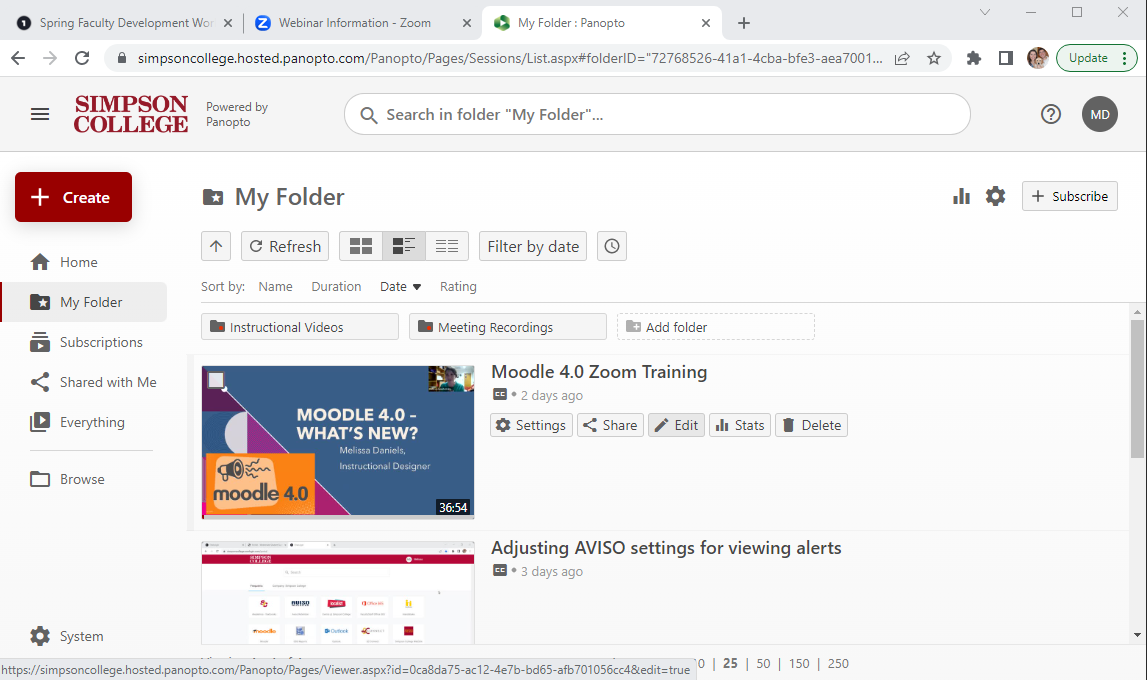 Spring Faculty Development Wor
Webinar Information - Zoom
My Folder : Panopto
simpsoncollege.hosted.panopto.com/Panopto/Pages/Sessions/List.aspx#folderID="72768526-41a1-4cba-bfe3-aea7001...
Update
SIMPSON
COLLEGE
Powered by
Panopto
Search in folder "My Folder"...
MD
Create
My Folder
Subscribe
Refresh
Filter by date
Home
My Folder
Subscriptions
Shared with Me
Everything
Browse
System
Sort by: Name Duration Date Rating
Instructional Videos
Meeting Recordings
Add folder
MOODLE 4.0 -
WHAT'S NEW?
Melissa Daniels,
Instructional Designer
moodle 4.0
36:54
Moodle 4.0 Zoom Training
CC • 2 days ago
Settings Share Edit Stats Delete
Adjusting AVISO settings for viewing alerts
CC • 3 days ago
| 25 | 50 | 150 | 250
https://simpsoncollege.hosted.panopto.com/Panopto/Pages/Viewer.aspx?id=0ca8da75-ac12-4e7b-bd65-afb701056cc4&edit=true